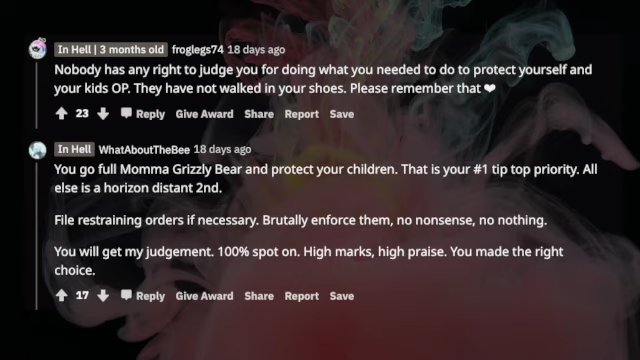 In Hell | 3 months old froglegs74 18 days ago
Nobody has any right to judge you for doing what you needed to do to protect yourself and
your kids OP. They have not walked in your shoes. Please remember that ❤
23 Reply Give Award Share Report Save
In Hell WhatAboutTheBee 18 days ago
You go full Momma Grizzly Bear and protect your children. That is your #1 tip top priority. All
else is a horizon distant 2nd.
File restraining orders if necessary. Brutally enforce them, no nonsense, no nothing.
You will get my judgement. 100% spot on. High marks, high praise. You made the right
choice.
17 Reply Give Award Share Report Save